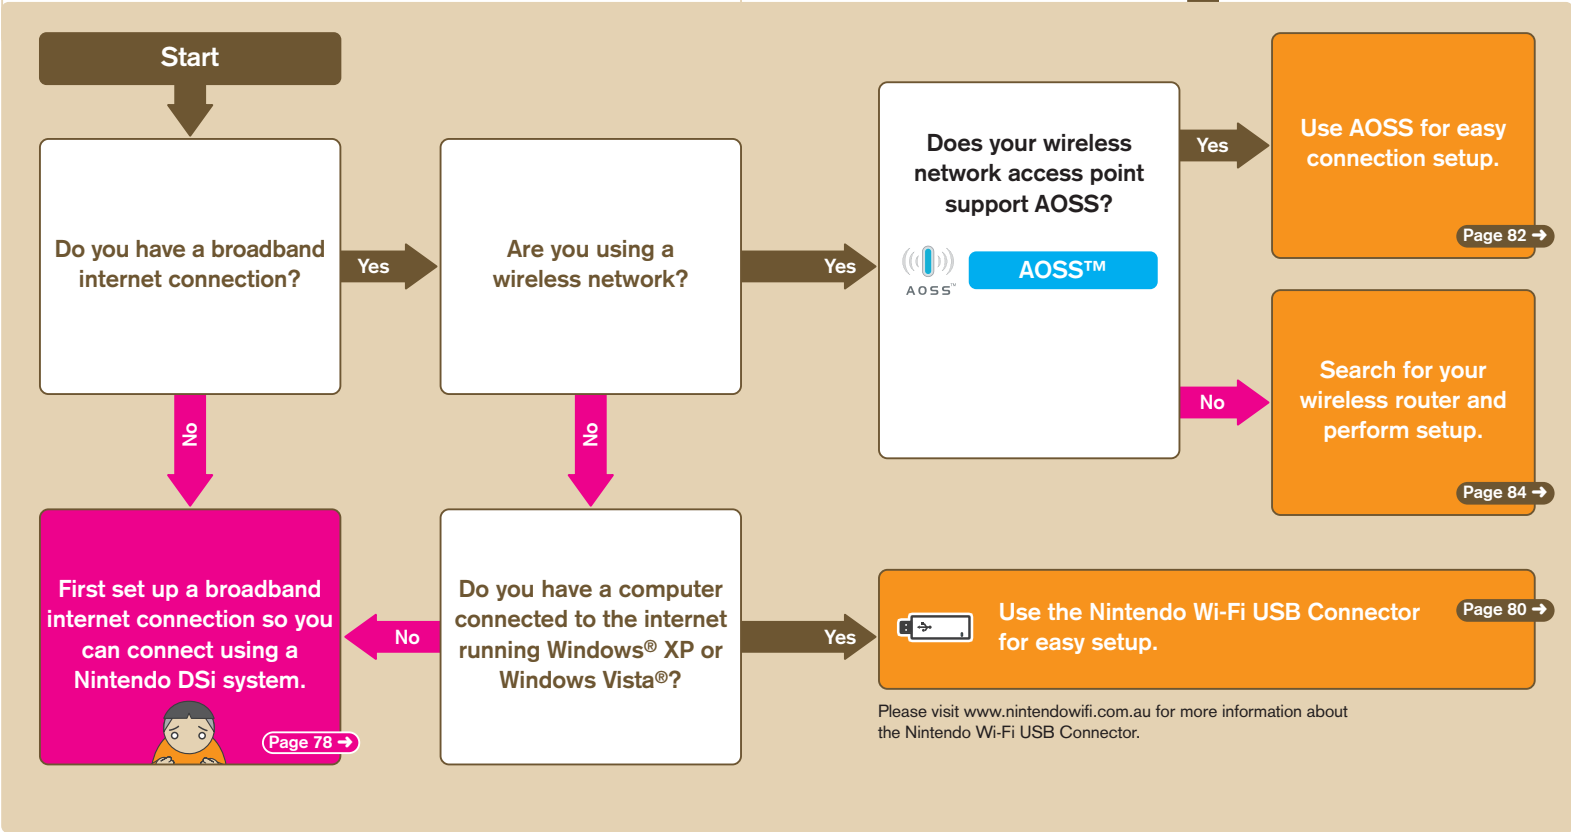 Start
Do you have a broadband
internet connection?
Yes
No
Are you using a
wireless network?
Yes
No
Does your wireless
network access point
support AOSS?
AOSS™
AOSS™
Yes
No
Use AOSS for easy
connection setup.
Page 82 ➜
Search for your
wireless router and
perform setup.
Page 84 ➜
First set up a broadband
internet connection so you
can connect using a
Nintendo DSi system.
Page 78 ➜
No
Do you have a computer
connected to the internet
running Windows® XP or
Windows Vista®?
Yes
Use the Nintendo Wi-Fi USB Connector
for easy setup.
Page 80 ➜
Please visit www.nintendowifi.com.au for more information about
the Nintendo Wi-Fi USB Connector.